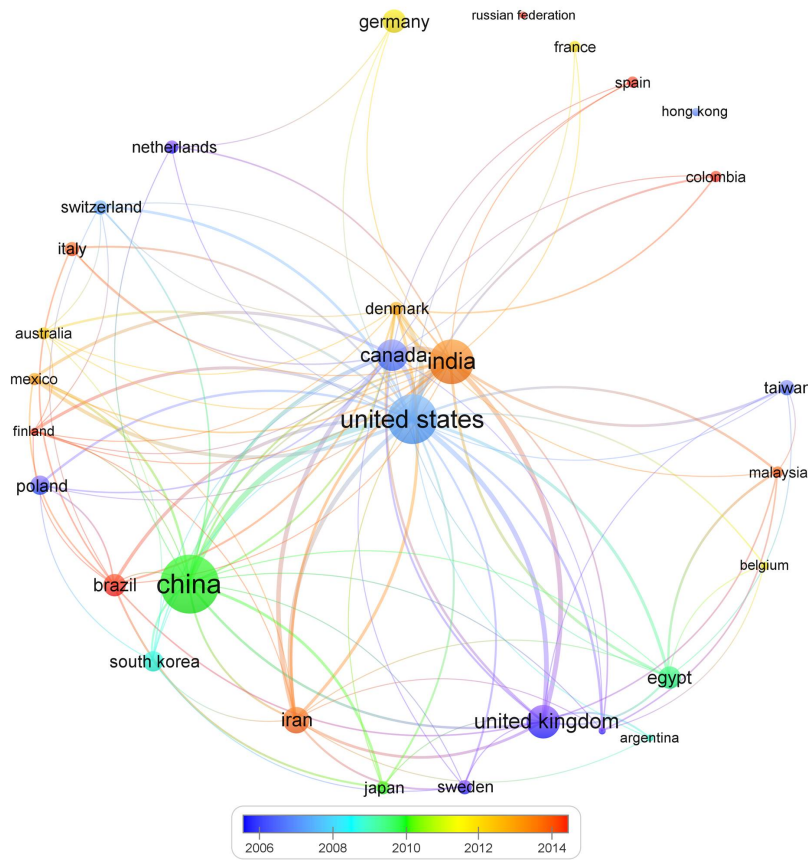 germany
russian federation
france
spain
hong kong
netherlands
colombia
switzerland
italy
denmark
australia
canada
india
mexico
taiwan
united states
finland
malaysia
poland
belgium
brazil
china
south korea
egypt
iran
united kingdom
argentina
japan
sweden
2006 2008 2010 2012 2014